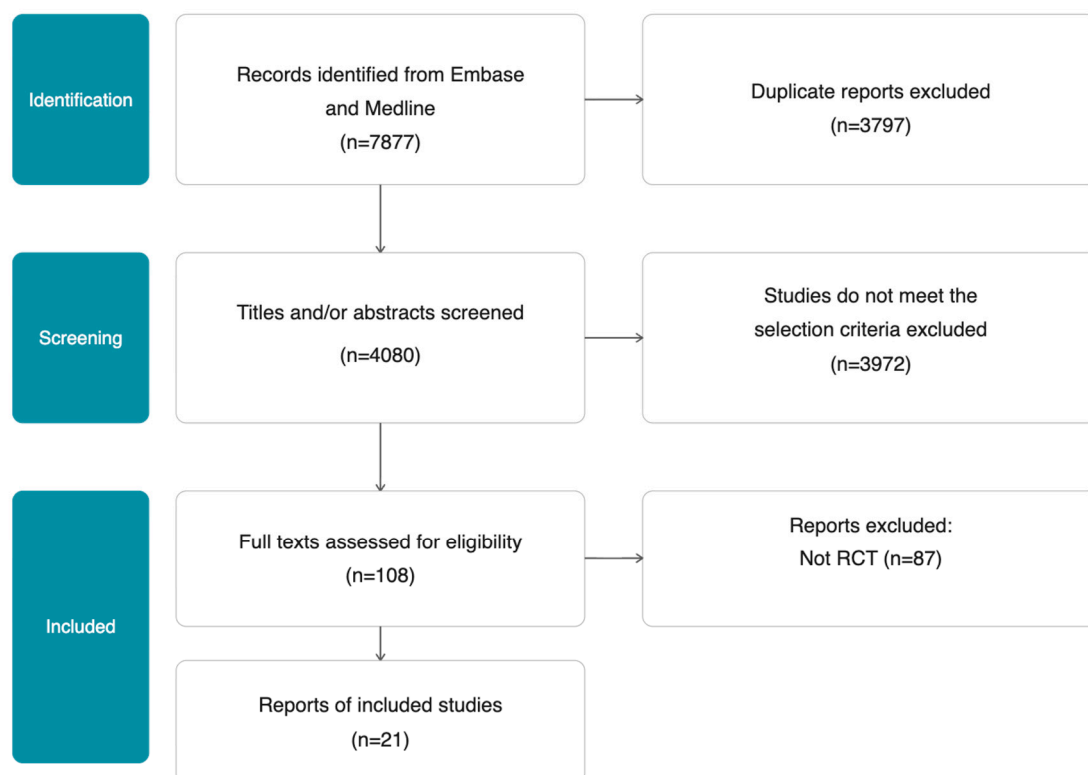 Identification
Records identified from Embase
and Medline
(n=7877)
Duplicate reports excluded
(n=3797)
Screening
Titles and/or abstracts screened
(n=4080)
Studies do not meet the
selection criteria excluded
(n=3972)
Included
Full texts assessed for eligibility
(n=108)
Reports excluded:
Not RCT (n=87)
Reports of included studies
(n=21)